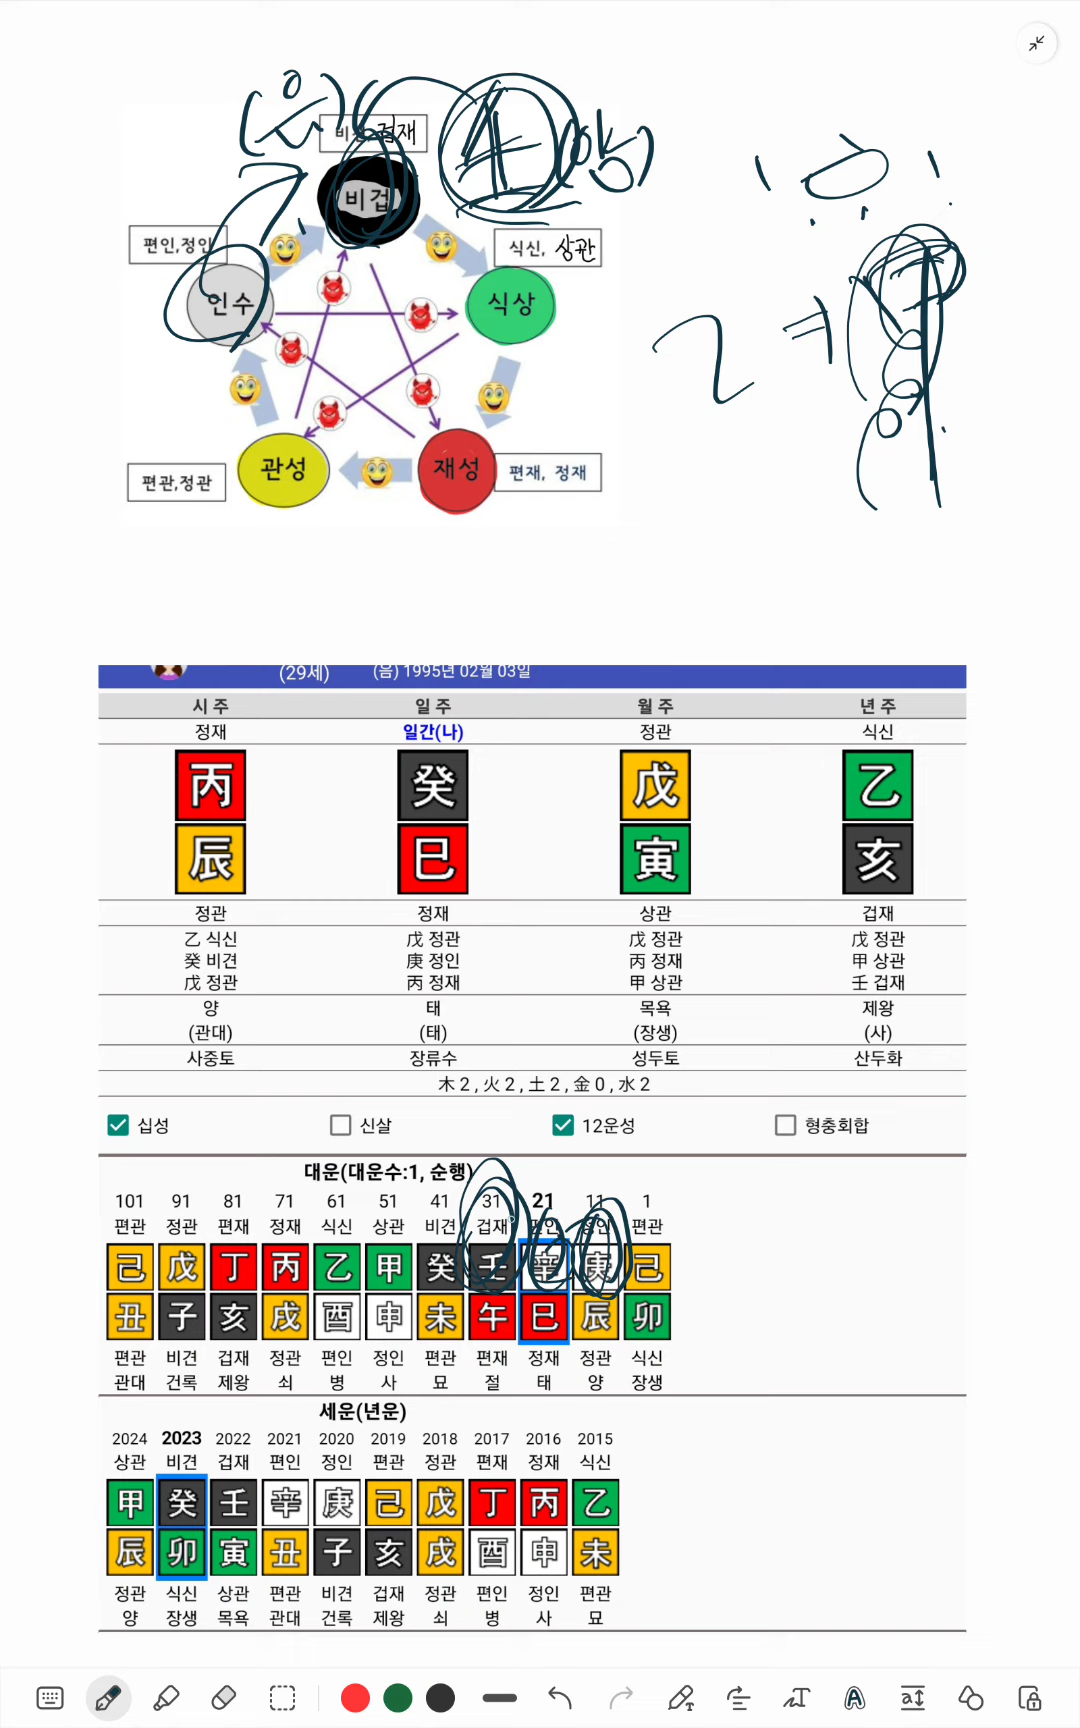 비 겁재
비겁
편인,정인
식신, 상관
인수
식상
관성
재성
편관,정관
편재, 정재
(29세) (음) 1995년 02월 03일
시 주 일 주 월 주 년 주
정재 일간(나) 정관 식신
丙 癸 戊 乙
辰 巳 寅 亥
정관 정재 상관 겁재
乙 식신 戊 정관 戊 정관 戊 정관
癸 비견 庚 정인 丙 정재 甲 상관
戊 정관 丙 정재 甲 상관 壬 겁재
양 태 목욕 제왕
(관대) (태) (장생) (사)
사중토 장류수 성두토 산두화
木 2 , 火 2 , 土 2 , 金 0 , 水 2
십성 신살 12운성 형충회합
대운(대운수:1, 순행)
101 91 81 71 61 51 41 31 21 11 1
편관 정관 편재 정재 식신 상관 비견 겁재 편인 정인 편관
己 戊 丁 丙 乙 甲 癸 壬 辛 庚 己
丑 子 亥 戌 酉 申 未 午 巳 辰 卯
편관 비견 겁재 정관 편인 정인 편관 편재 정재 정관 식신
관대 건록 제왕 쇠 병 사 묘 절 태 양 장생
세운(년운)
2024 2023 2022 2021 2020 2019 2018 2017 2016 2015
상관 비견 겁재 편인 정인 편관 정관 편재 정재 식신
甲 癸 壬 辛 庚 己 戊 丁 丙 乙
辰 卯 寅 丑 子 亥 戌 酉 申 未
정관 식신 상관 편관 비견 겁재 정관 편인 정인 편관
양 장생 목욕 관대 건록 제왕 쇠 병 사 묘